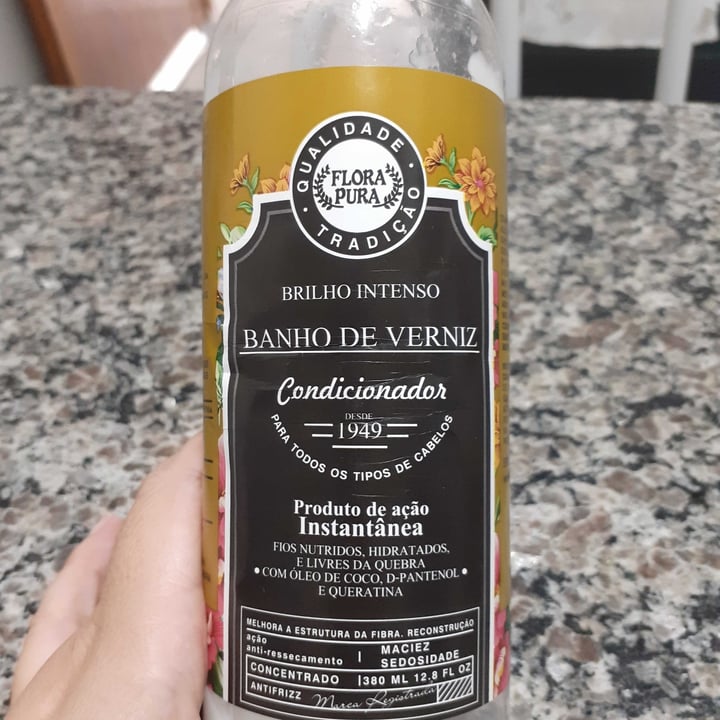 QUALIDADE
FLORA
PURA
TRADIÇÃO
BRILHO INTENSO
BANHO DE VERNIZ
Condicionador
DESDE
1949
PARA TODOS OS TIPOS DE CABELOS
Produto de ação
Instantânea
FIOS NUTRIDOS, HIDRATADOS,
E LIVRES DA QUEBRA
• COM ÓLEO DE COCO, D-PANTENOL •
E QUERATINA
MELHORA A ESTRUTURA DA FIBRA. RECONSTRUÇÃO
ação
anti-ressecamento | MACIEZ
SEDOSIDADE
CONCENTRADO |380 ML 12.8 FL OZ
ANTIFRIZZ Marca Registrada